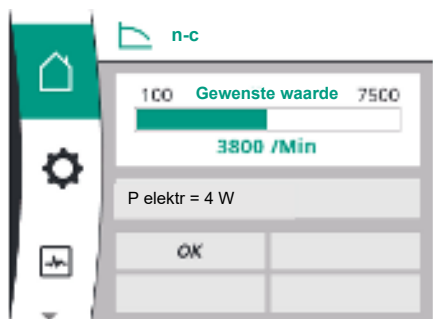 n-c
100 Gewenste waarde 7500
3800 /Min
P elektr = 4 W
OK